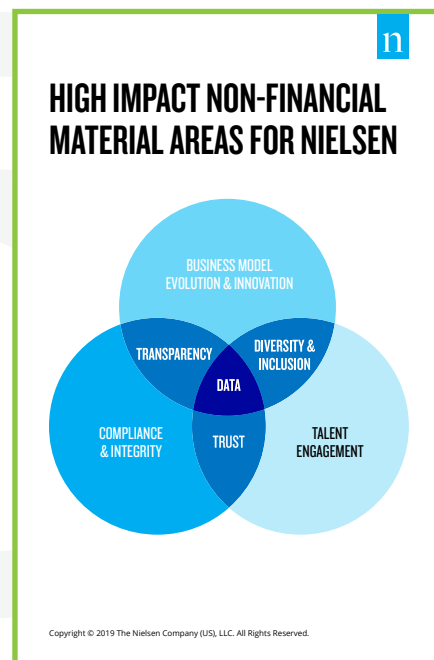 n
HIGH IMPACT NON-FINANCIAL
MATERIAL AREAS FOR NIELSEN
BUSINESS MODEL
EVOLUTION & INNOVATION
TRANSPARENCY
DIVERSITY &
INCLUSION
DATA
COMPLIANCE
& INTEGRITY
TRUST
TALENT
ENGAGEMENT
Copyright © 2019 The Nielsen Company (US), LLC. All Rights Reserved.